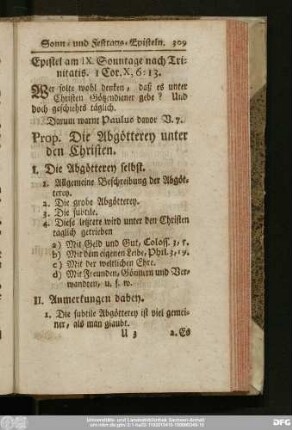 Sonn- und Festtags-Episteln. 309
Epistel am IX. Sonntage nach Tri-
nitatis. 1 Cor. X, 6:13.
Wer solte wohl denken, daß es unter
Christen Götzendiener gebe? Und
doch geschiehts täglich.
Darum warnt Paulus davor V. 7.
Prop. Die Abgötterey unter
den Christen.
I. Die Abgötterey selbst.
1. Allgemeine Beschreibung der Abgöt-
terey.
2. Die grobe Abgötterey.
3. Die subtile.
4. Diese letztere wird unter den Christen
täglich getrieben
a) Mit Geld und Gut, Coloss. 3, 5.
b) Mit dem eigenen Leibe, Phil. 3, 19.
c) Mit der weltlichen Ehre.
d) Mit Freunden, Gönnern und Ver-
wandten, u. s. w.
II. Anmerkungen dabey.
1. Die subtile Abgötterey ist viel gemei-
ner, als man glaubt.
U 3 2. Es
DFG